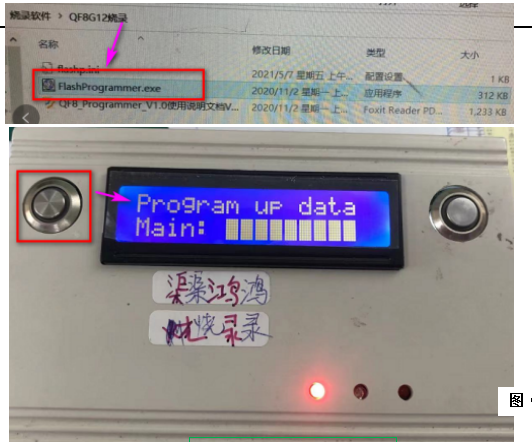 烧录软件 > QF8G12烧录
名称 修改日期 类型 大小
flashp.ini 2021/5/7 星期五 上午... 配置设置 1 KB
FlashProgrammer.exe 2020/11/2 星期一 上... 应用程序 312 KB
QF8_Programmer_V1.0使用说明文档V... 2020/11/2 星期一 上... Foxit Reader PD... 1,233 KB
Program up data
Main:
渠渠鸿鸿
烧录录
图